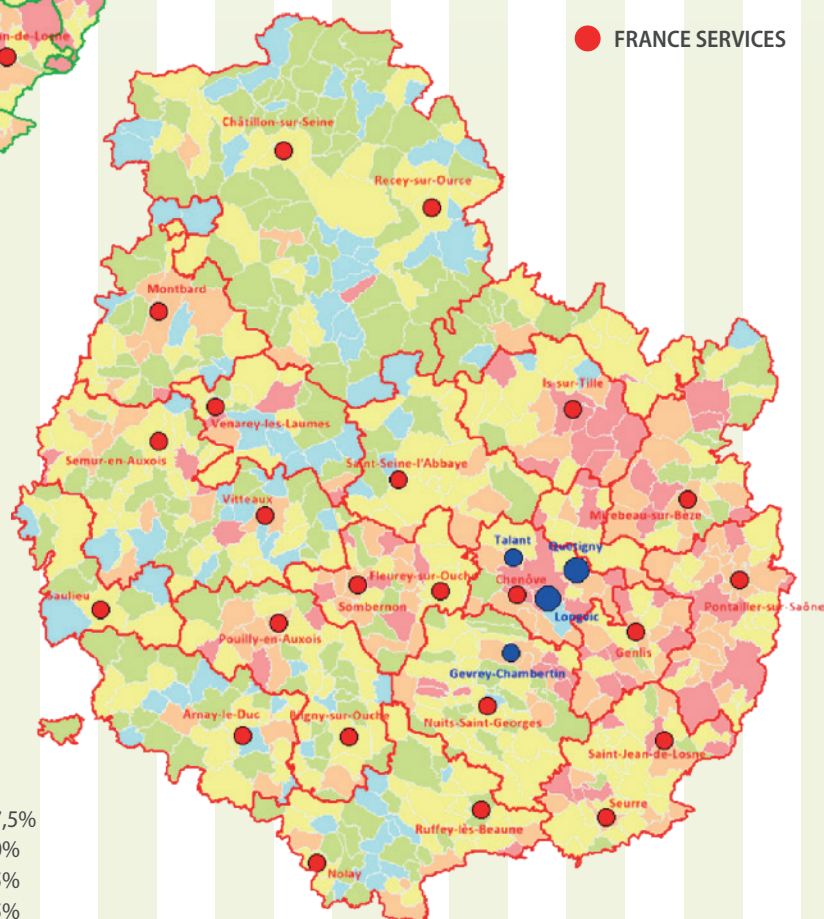 FRANCE SERVICES
n-de-Losne
Châtillon-sur-Seine
Recey-sur-Ource
Montbard
Is-sur-Tille
Venarey-les-Laumes
Semur-en-Auxois
Saint-Seine-l'Abbaye
Vitteaux
Mirebeau-sur-Bèze
Talant
Quetigny
Fleurey-sur-Ouche
Chenôve
Saulieu
Sombernon
Pontailler-sur-Saône
Longvic
Pouilly-en-Auxois
Genlis
Gevrey-Chambertin
Arnay-le-Duc
Bligny-sur-Ouche
Nuits-Saint-Georges
Saint-Jean-de-Losne
Seurre
7,5%
Ruffey-lès-Beaune
Nolay